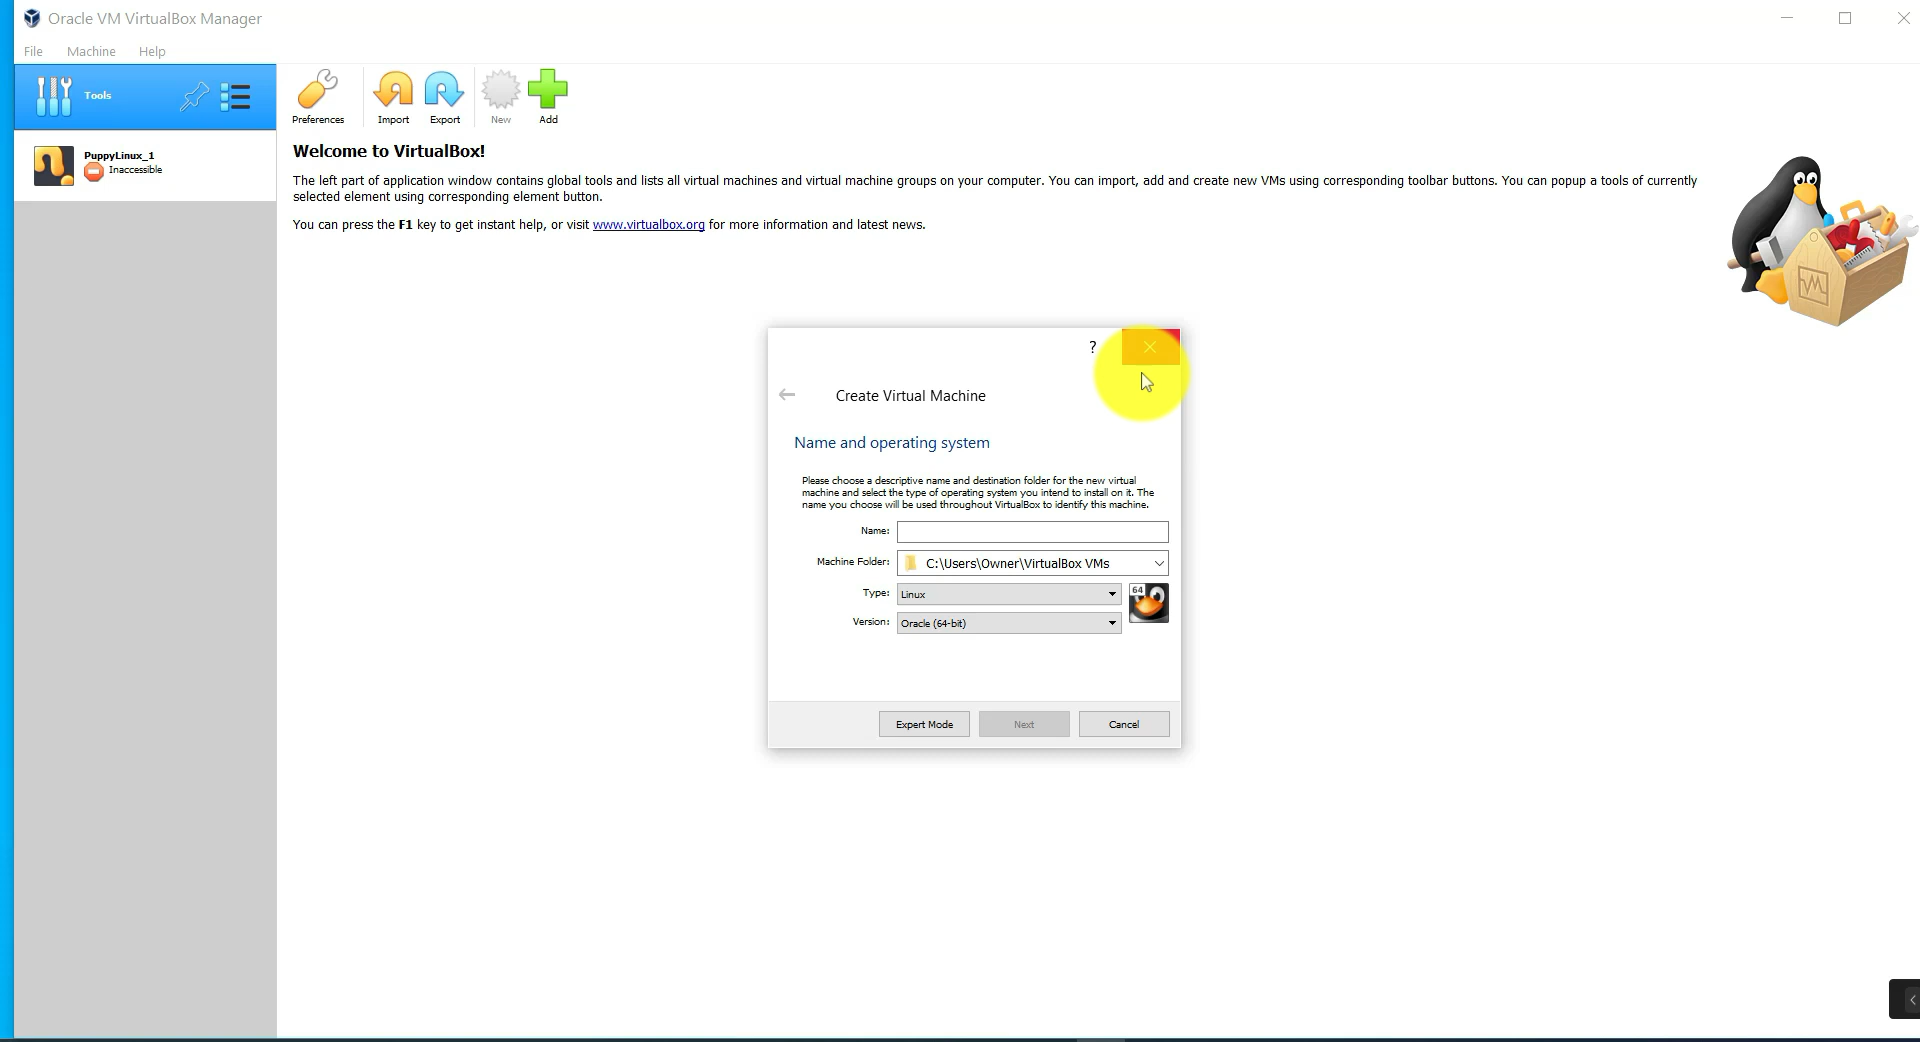 Oracle VM VirtualBox Manager
File Machine Help
Tools
Preferences Import Export New Add
PuppyLinux_1
Inaccessible
Welcome to VirtualBox!
The left part of application window contains global tools and lists all virtual machines and virtual machine groups on your computer. You can import, add and create new VMs using corresponding toolbar buttons. You can popup a tools of currently
selected element using corresponding element button.
You can press the F1 key to get instant help, or visit www.virtualbox.org for more information and latest news.
?
Create Virtual Machine
Name and operating system
Please choose a descriptive name and destination folder for the new virtual
machine and select the type of operating system you intend to install on it. The
name you choose will be used throughout VirtualBox to identify this machine.
Name:
Machine Folder: C:\Users\Owner\VirtualBox VMs
Type: Linux
64
Version: Oracle (64-bit)
Expert Mode Next Cancel